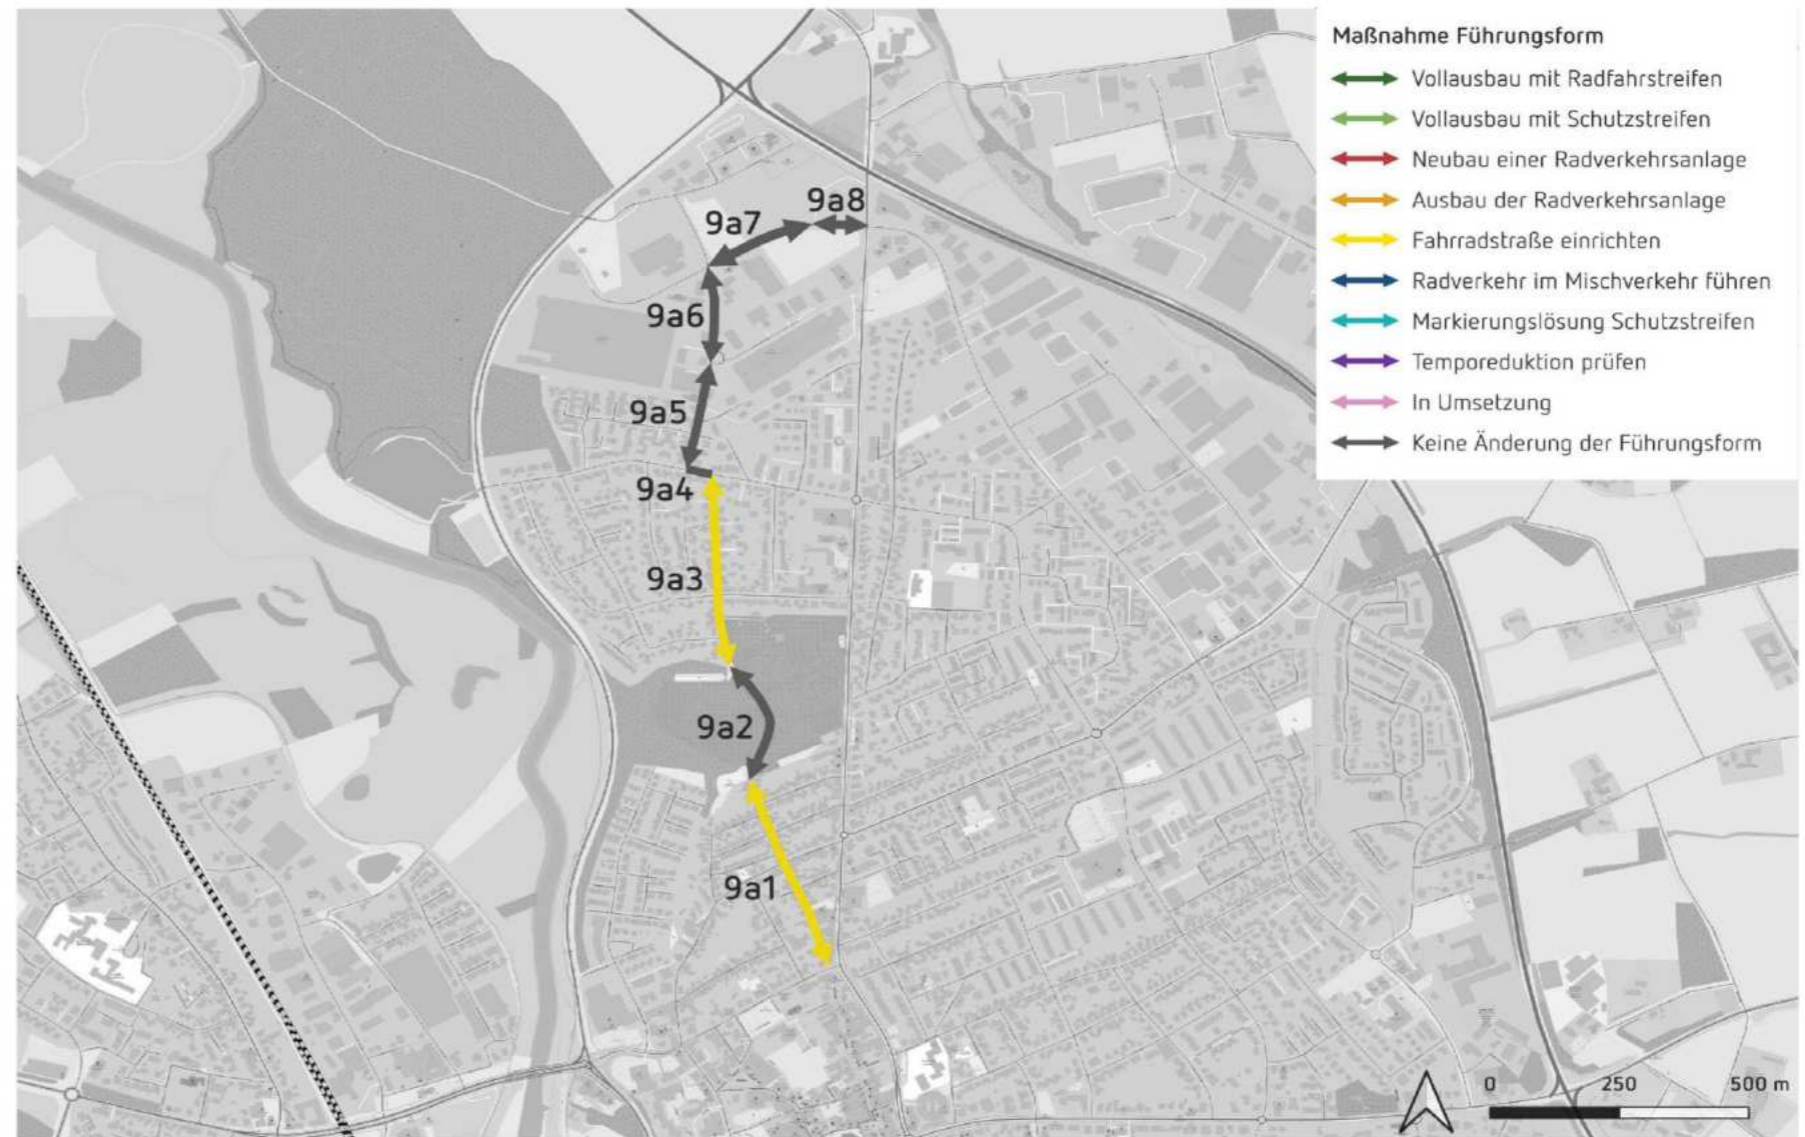 Maßnahme Führungsform
Vollausbau mit Radfahrstreifen
Vollausbau mit Schutzstreifen
Neubau einer Radverkehrsanlage
Ausbau der Radverkehrsanlage
Fahrradstraße einrichten
Radverkehr im Mischverkehr führen
Markierungslösung Schutzstreifen
Temporeduktion prüfen
In Umsetzung
Keine Änderung der Führungsform
9a8
9a7
9a6
9a5
9a4
9a3
9a2
9a1
0 250 500 m